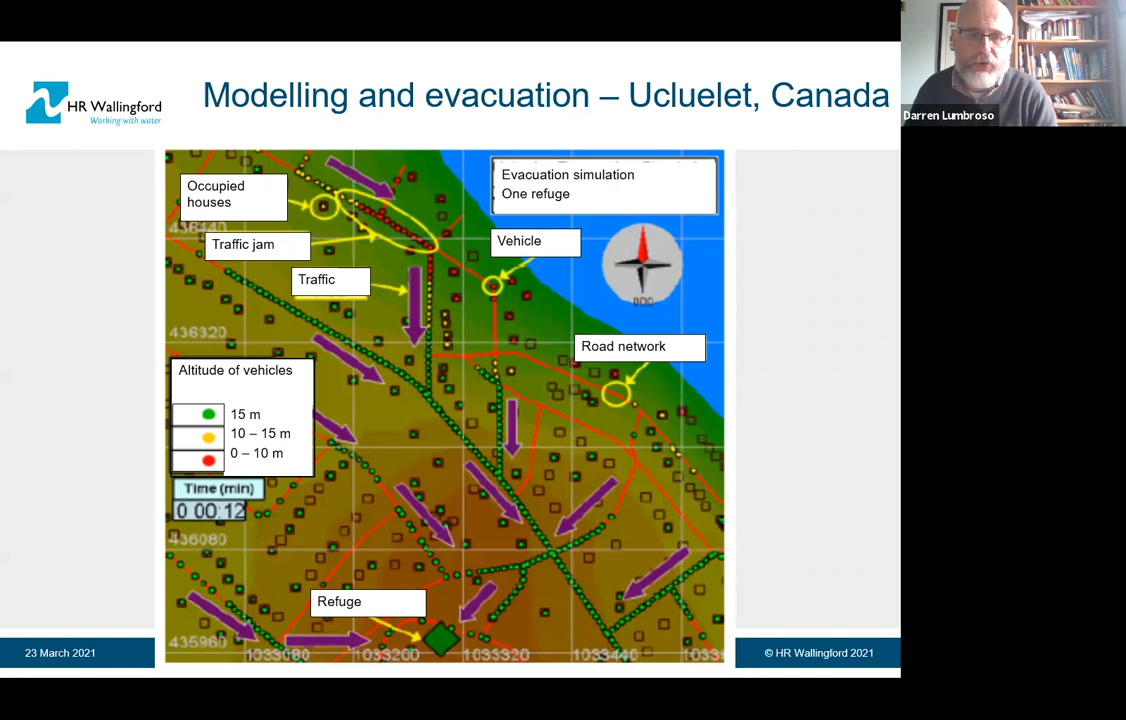 Darren Lumbroso
HR Wallingford
Working with water
Modelling and evacuation – Ucluelet, Canada
Evacuation simulation
One refuge
Occupied
houses
Vehicle
Traffic jam
Traffic
436440
436320
Road network
Altitude of vehicles
15 m
10 – 15 m
0 – 10 m
Time (min)
0 00:12
436080
Refuge
435960
1033080
1033200
1033320
1033440
23 March 2021
© HR Wallingford 2021